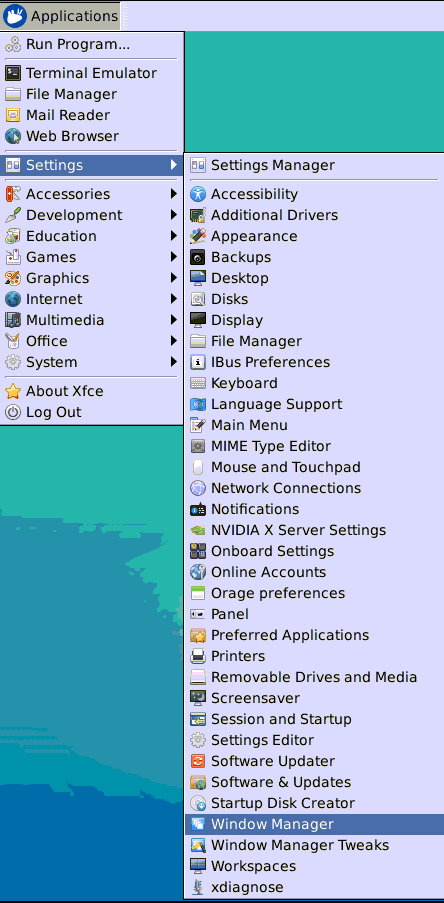 Applications
Run Program...
Terminal Emulator
File Manager
Mail Reader
Web Browser
Settings
Accessories
Development
Education
Games
Graphics
Internet
Multimedia
Office
System
About Xfce
Log Out
Settings Manager
Accessibility
Additional Drivers
Appearance
Backups
Desktop
Disks
Display
File Manager
IBus Preferences
Keyboard
Language Support
Main Menu
MIME Type Editor
Mouse and Touchpad
Network Connections
Notifications
NVIDIA X Server Settings
Onboard Settings
Online Accounts
Orage preferences
Panel
Preferred Applications
Printers
Removable Drives and Media
Screensaver
Session and Startup
Settings Editor
Software Updater
Software & Updates
Startup Disk Creator
Window Manager
Window Manager Tweaks
Workspaces
xdiagnose